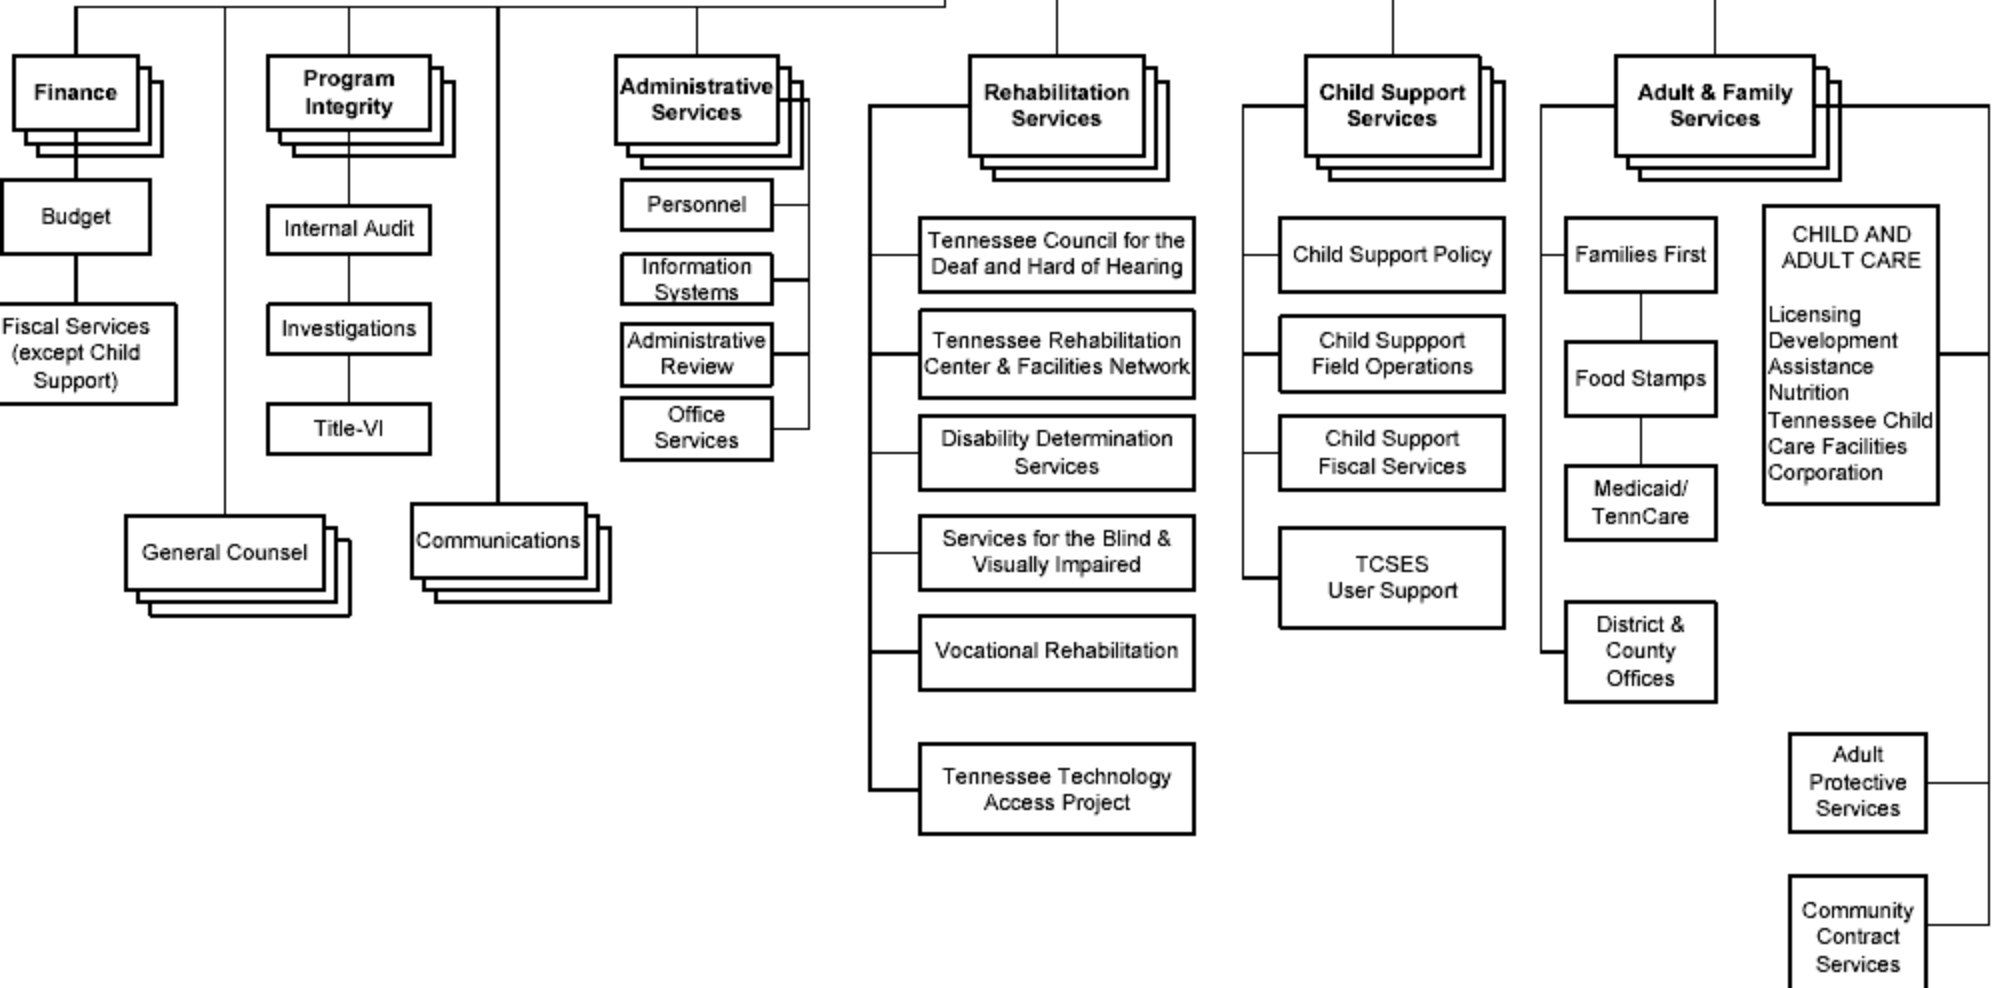 Finance
Budget
Fiscal Services
(except Child
Support)
General Counsel
Program
Integrity
Internal Audit
Investigations
Title-VI
Communications
Administrative
Services
Personnel
Information
Systems
Administrative
Review
Office
Services
Rehabilitation
Services
Tennessee Council for the
Deaf and Hard of Hearing
Tennessee Rehabilitation
Center & Facilities Network
Disability Determination
Services
Services for the Blind &
Visually Impaired
Vocational Rehabilitation
Tennessee Technology
Access Project
Child Support
Services
Child Support Policy
Child Suppport
Field Operations
Child Support
Fiscal Services
TCSES
User Support
Adult & Family
Services
Families First
Food Stamps
Medicaid/
TennCare
District &
County
Offices
CHILD AND
ADULT CARE
Licensing
Development
Assistance
Nutrition
Tennessee Child
Care Facilities
Corporation
Adult
Protective
Services
Community
Contract
Services